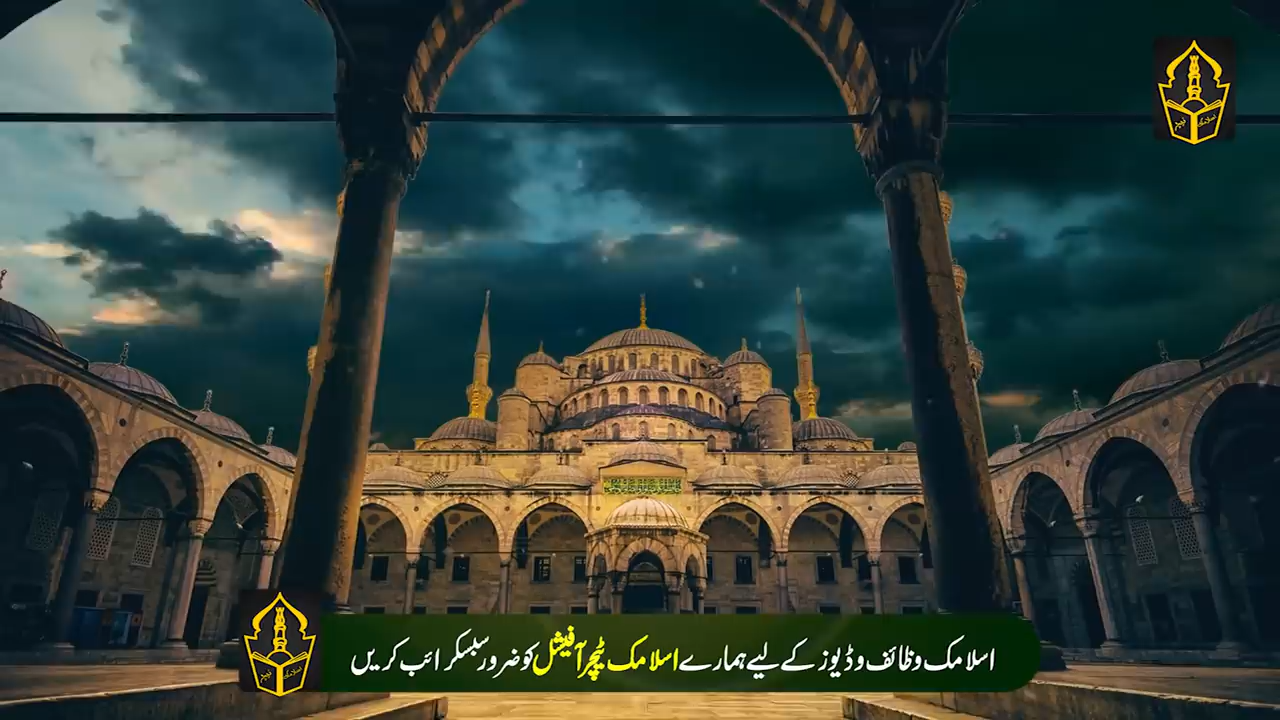 اسلامک وظائف وڈیوز کے لیے ہمارے اسلامک ٹیچر آفیشل کو ضرور سبسکرائب کریں